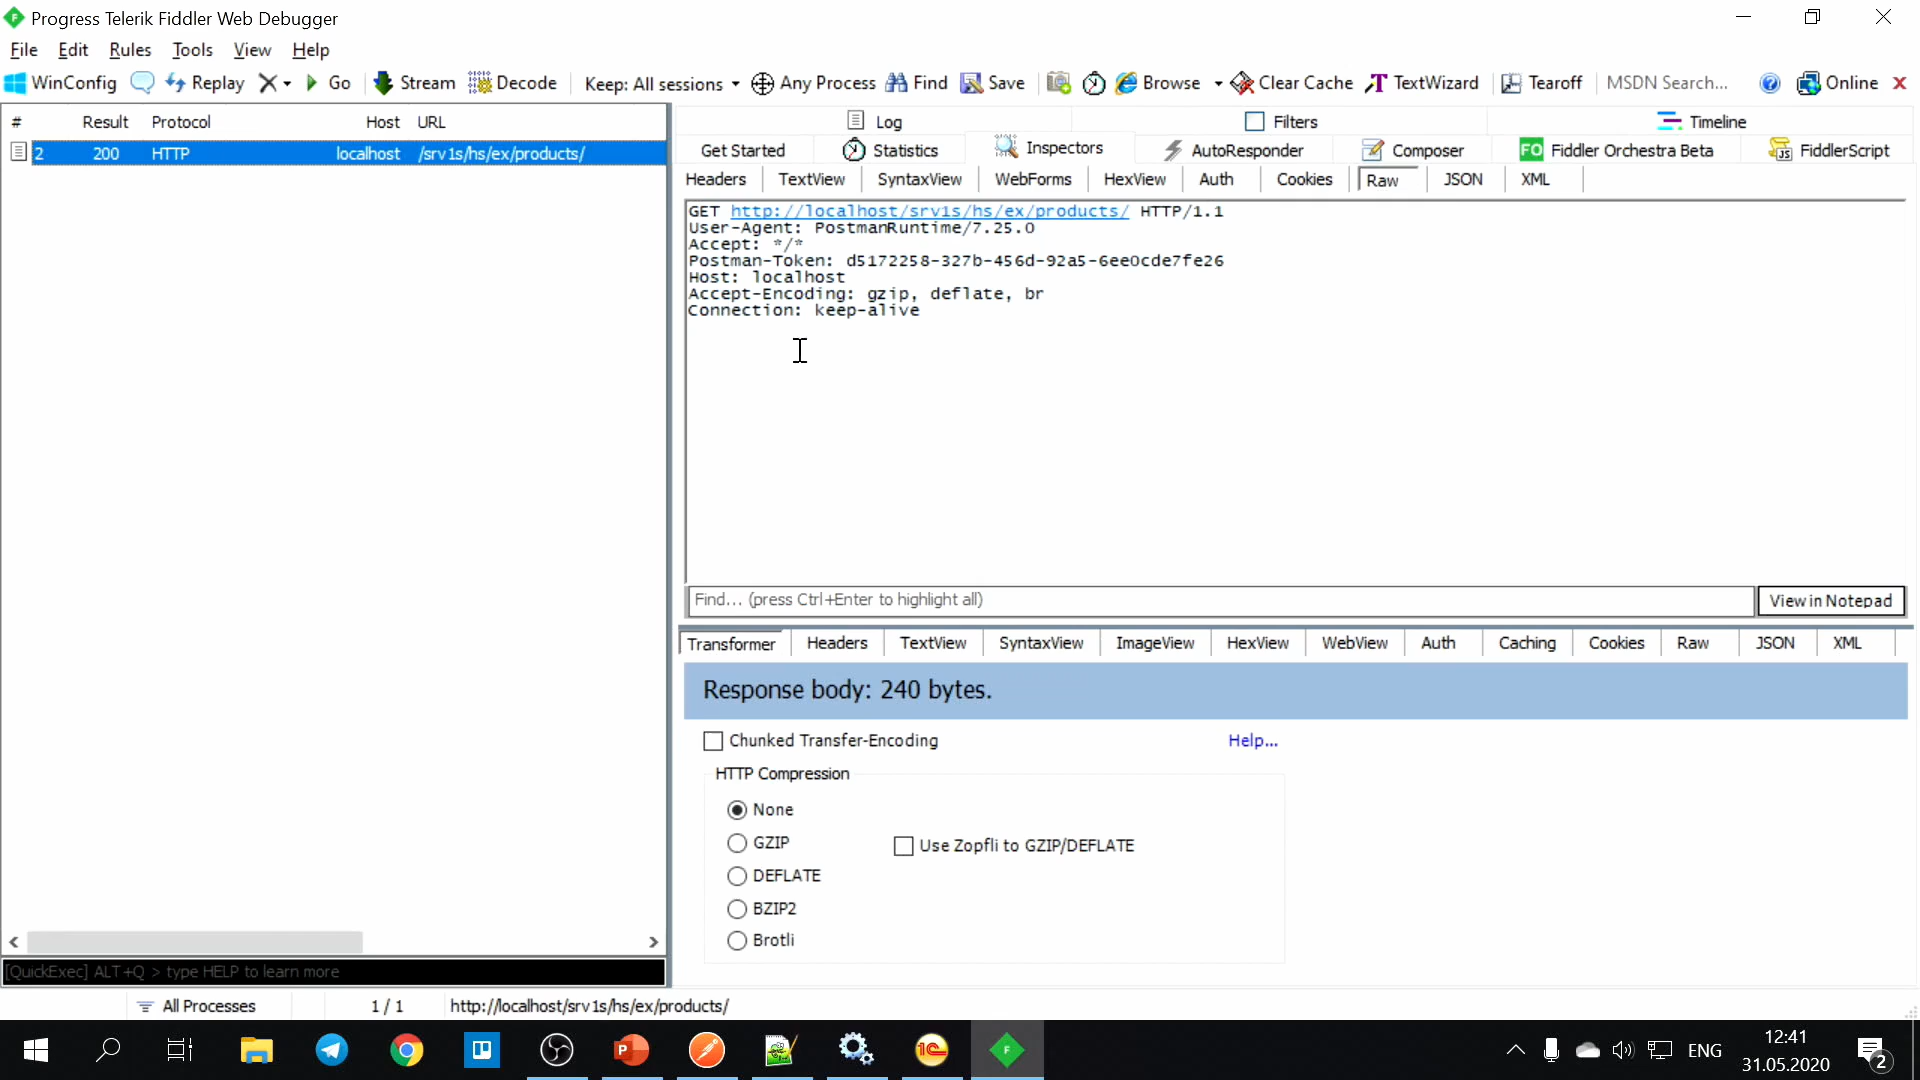 Progress Telerik Fiddler Web Debugger
File Edit Rules Tools View Help
WinConfig Replay Go Stream Decode Keep: All sessions Any Process Find Save Browse Clear Cache TextWizard Tearoff MSDN Search... Online
# Result Protocol Host URL
2 200 HTTP localhost /srv1s/hs/ex/products/
Log Filters Timeline
Get Started Statistics Inspectors AutoResponder Composer FO Fiddler Orchestra Beta FiddlerScript
Headers TextView SyntaxView WebForms HexView Auth Cookies Raw JSON XML
GET http://localhost/srv1s/hs/ex/products/ HTTP/1.1
User-Agent: PostmanRuntime/7.25.0
Accept: */*
Postman-Token: d5172258-327b-456d-92a5-6ee0cde7fe26
Host: localhost
Accept-Encoding: gzip, deflate, br
Connection: keep-alive
Find... (press Ctrl+Enter to highlight all) View in Notepad
Transformer Headers TextView SyntaxView ImageView HexView WebView Auth Caching Cookies Raw JSON XML
Response body: 240 bytes.
Chunked Transfer-Encoding Help...
HTTP Compression
None
GZIP Use Zopfli to GZIP/DEFLATE
DEFLATE
BZIP2
Brotli
[QuickExec] ALT+Q > type HELP to learn more
All Processes 1 / 1 http://localhost/srv1s/hs/ex/products/
ENG 12:41
31.05.2020 2